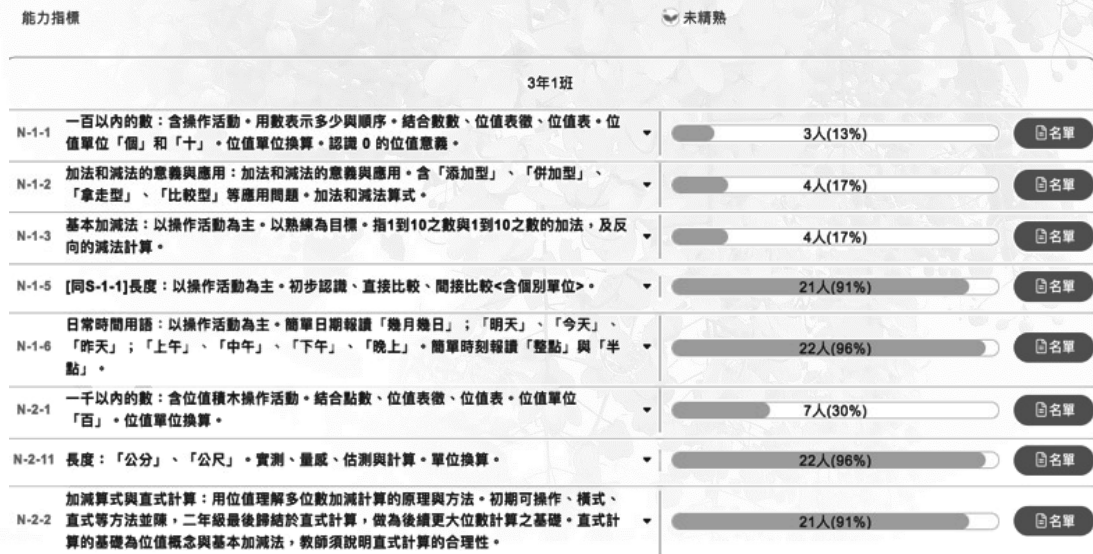 能力指標
未精熟
3年1班
N-1-1
一百以內的數：含操作活動。用數表示多少與順序。結合數數、位值表徵、位值表。位
值單位「個」和「十」。位值單位換算。認識 0 的位值意義。
3人(13%)
名單
N-1-2
加法和減法的意義與應用：加法和減法的意義與應用。含「添加型」、「併加型」、
「拿走型」、「比較型」等應用問題。加法和減法算式。
4人(17%)
名單
N-1-3
基本加減法：以操作活動為主。以熟練為目標。指1到10之數與1到10之數的加法，及反
向的減法計算。
4人(17%)
名單
N-1-5
[同S-1-1]長度：以操作活動為主。初步認識、直接比較、間接比較<含個別單位>。
21人(91%)
名單
N-1-6
日常時間用語：以操作活動為主。簡單日期報讀「幾月幾日」；「明天」、「今天」、
「昨天」；「上午」、「中午」、「下午」、「晚上」。簡單時刻報讀「整點」與「半
點」。
22人(96%)
名單
N-2-1
一千以內的數：含位值積木操作活動。結合點數、位值表徵、位值表。位值單位
「百」。位值單位換算。
7人(30%)
名單
N-2-11
長度：「公分」、「公尺」。實測、量感、估測與計算。單位換算。
22人(96%)
名單
N-2-2
加減算式與直式計算：用位值理解多位數加減計算的原理與方法。初期可操作、橫式、
直式等方法並陳，二年級最後歸結於直式計算，做為後續更大位數計算之基礎。直式計
算的基礎為位值概念與基本加減法，教師須說明直式計算的合理性。
21人(91%)
名單